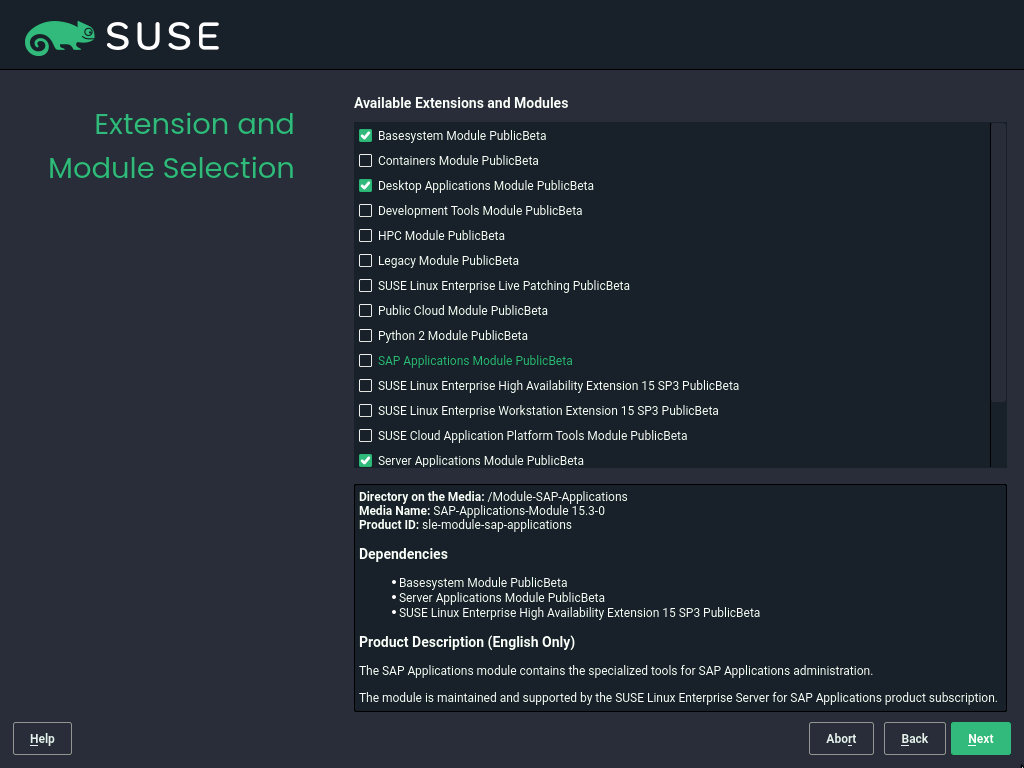 SUSE
Extension and
Module Selection
Available Extensions and Modules
Basesystem Module PublicBeta
Containers Module PublicBeta
Desktop Applications Module PublicBeta
Development Tools Module PublicBeta
HPC Module PublicBeta
Legacy Module PublicBeta
SUSE Linux Enterprise Live Patching PublicBeta
Public Cloud Module PublicBeta
Python 2 Module PublicBeta
SAP Applications Module PublicBeta
SUSE Linux Enterprise High Availability Extension 15 SP3 PublicBeta
SUSE Linux Enterprise Workstation Extension 15 SP3 PublicBeta
SUSE Cloud Application Platform Tools Module PublicBeta
Server Applications Module PublicBeta
Directory on the Media: /Module-SAP-Applications
Media Name: SAP-Applications-Module 15.3-0
Product ID: sle-module-sap-applications
Dependencies
• Basesystem Module PublicBeta
• Server Applications Module PublicBeta
• SUSE Linux Enterprise High Availability Extension 15 SP3 PublicBeta
Product Description (English Only)
The SAP Applications module contains the specialized tools for SAP Applications administration.
The module is maintained and supported by the SUSE Linux Enterprise Server for SAP Applications product subscription.
Help
Abort
Back
Next